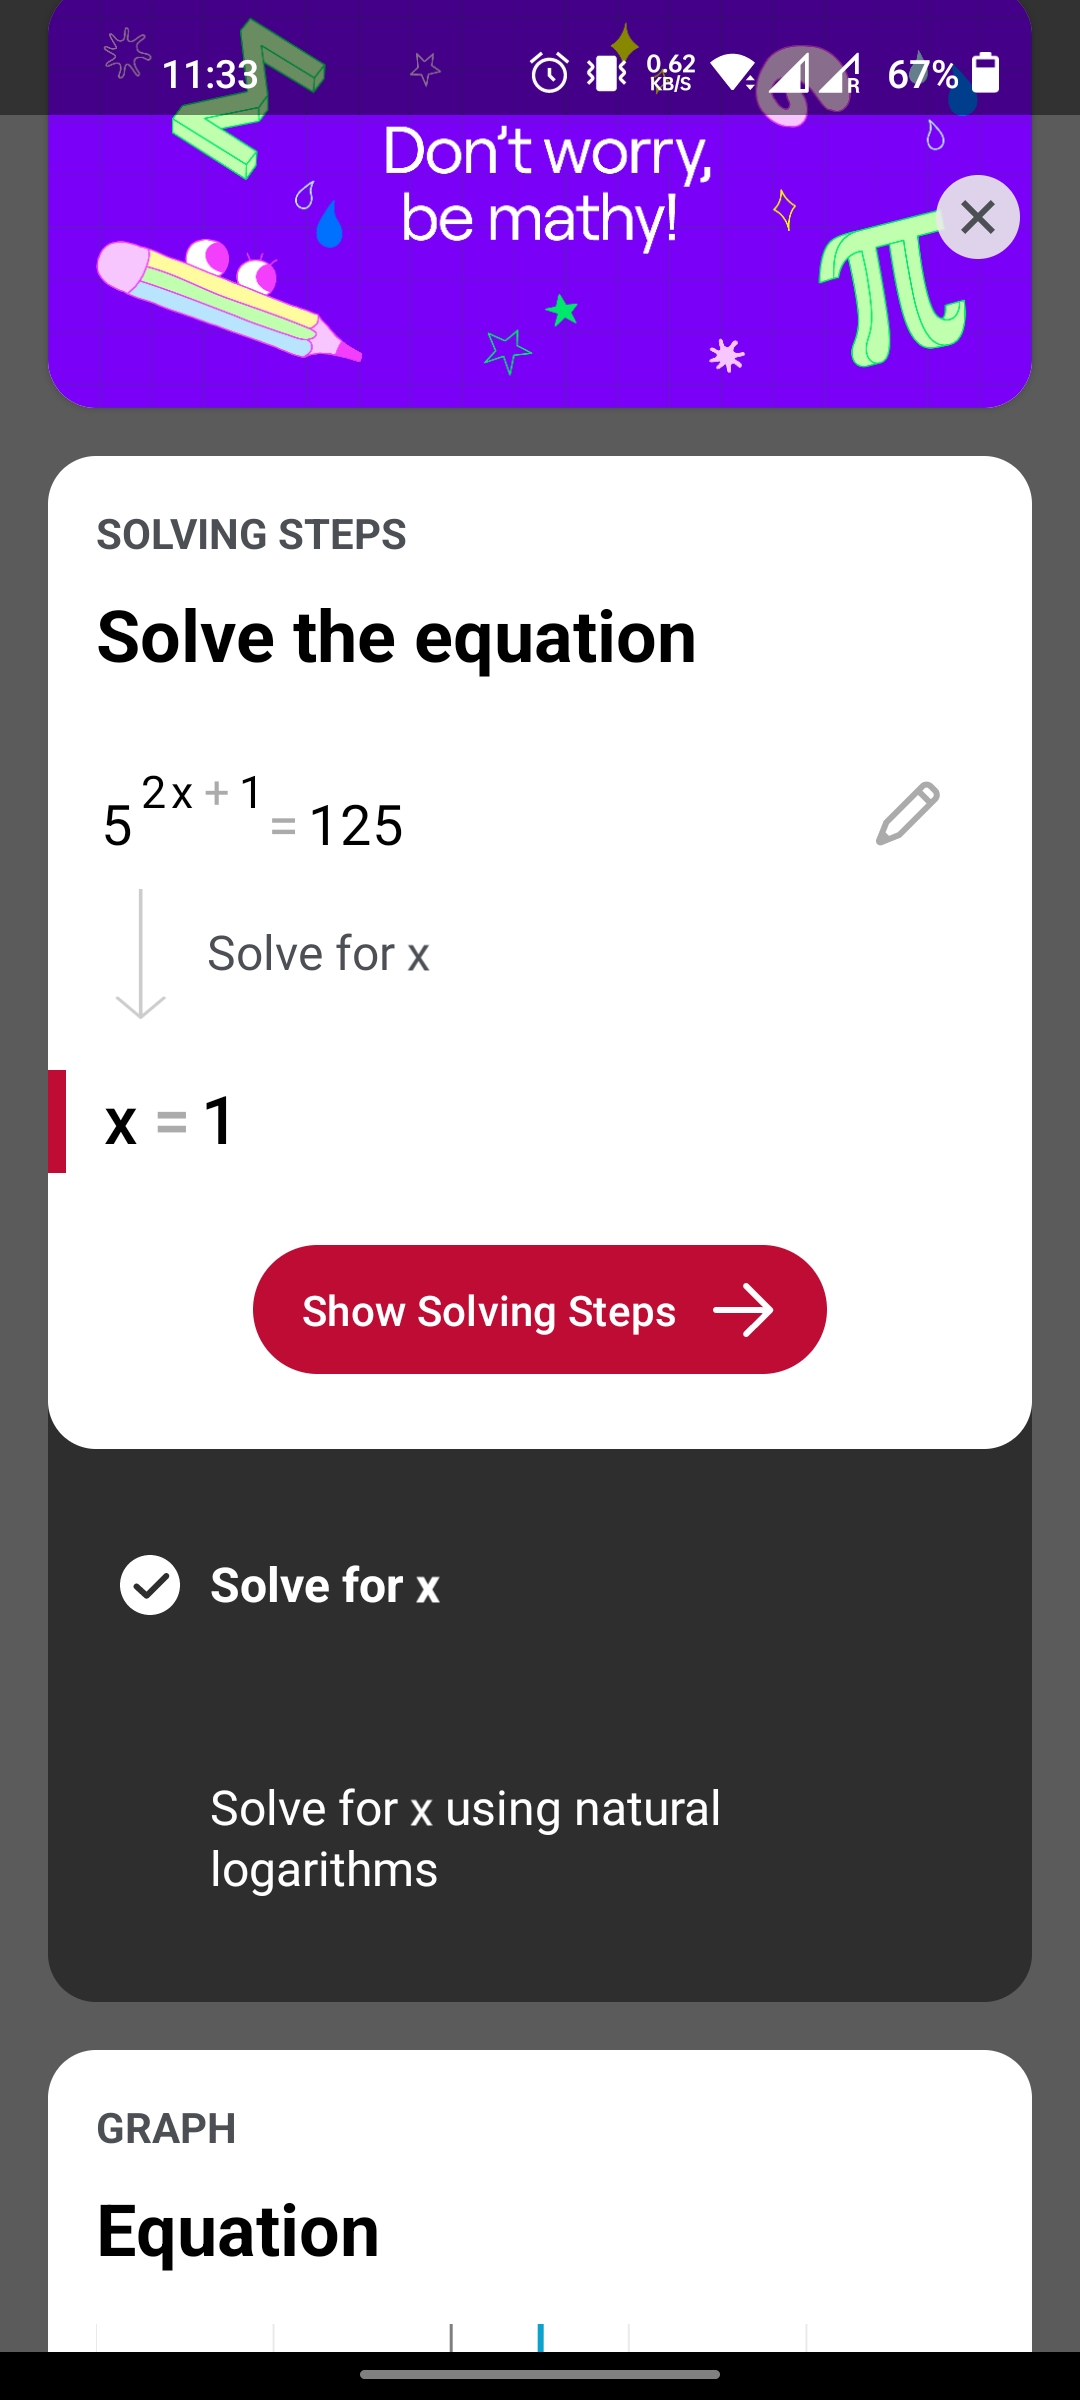 11:33
0.62
KB/S
R
67%
Don't worry,
be mathy!
SOLVING STEPS
Solve the equation
5^{2x + 1} = 125
Solve for x
x = 1
Show Solving Steps
Solve for x
Solve for x using natural
logarithms
GRAPH
Equation